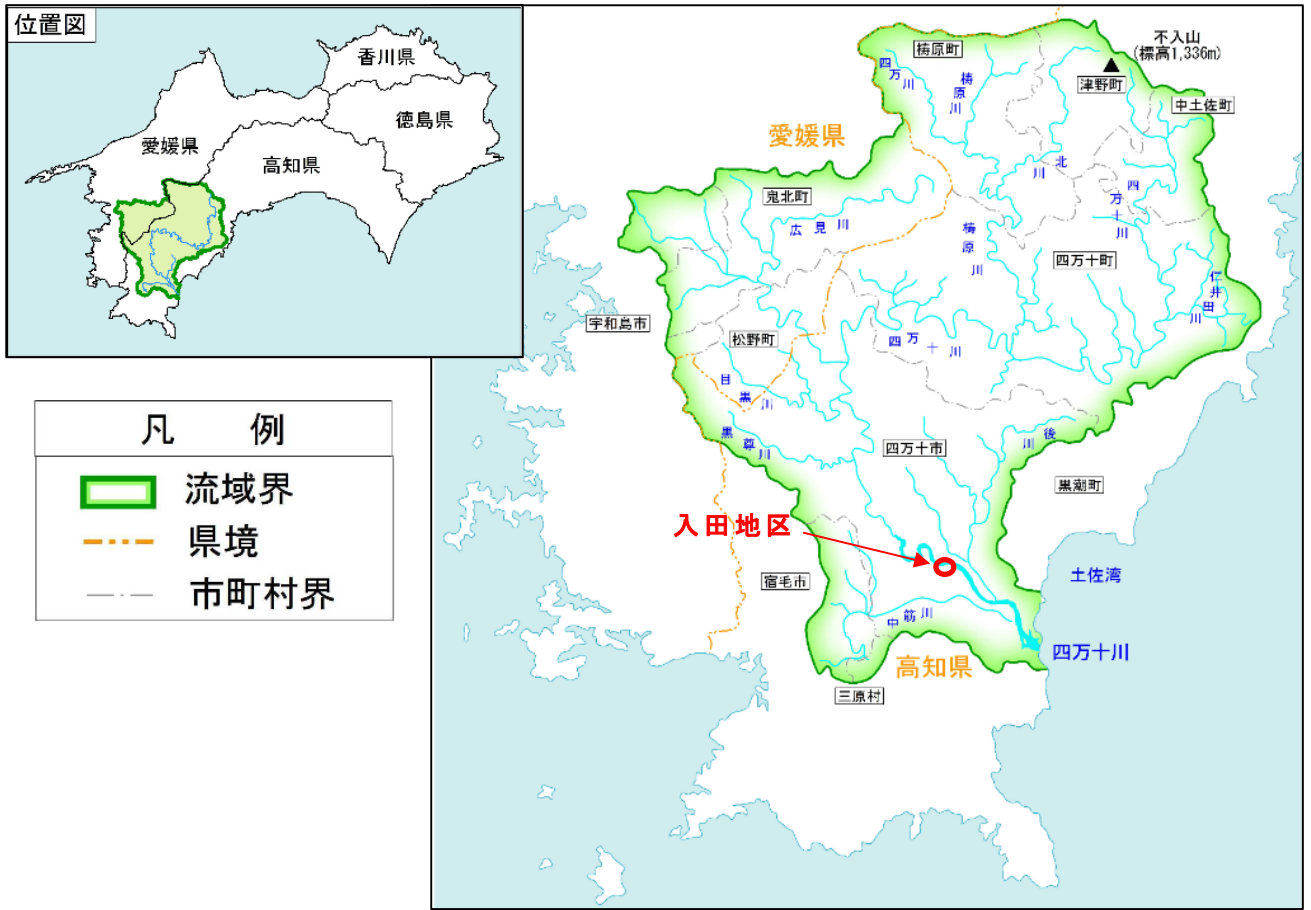 位置図
香川県
徳島県
愛媛県
高知県
凡 例
流域界
県境
市町村界
不入山
(標高1,336m)
梼原町
四万川
梼原川
津野町
中土佐町
愛媛県
北川
四万十川
鬼北町
広見川
梼原川
四万十町
仁井田川
宇和島市
松野町
四万十川
目黒川
黒尊川
四万十市
後川
黒潮町
入田地区
土佐湾
宿毛市
中筋川
四万十川
高知県
三原村